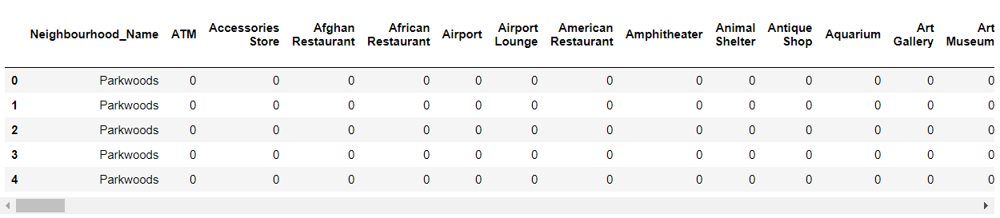 Neighbourhood_Name ATM Accessories Store Afghan Restaurant African Restaurant Airport Airport Lounge American Restaurant Amphitheater Animal Shelter Antique Shop Aquarium Art Gallery Art Museum
0 Parkwoods 0 0 0 0 0 0 0 0 0 0 0 0 0
1 Parkwoods 0 0 0 0 0 0 0 0 0 0 0 0 0
2 Parkwoods 0 0 0 0 0 0 0 0 0 0 0 0 0
3 Parkwoods 0 0 0 0 0 0 0 0 0 0 0 0 0
4 Parkwoods 0 0 0 0 0 0 0 0 0 0 0 0 0